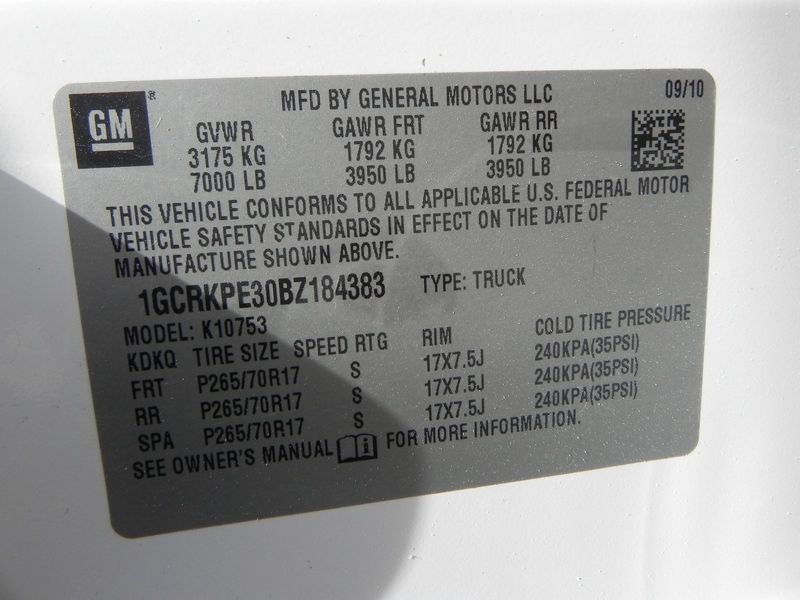 GM ®
MFD BY GENERAL MOTORS LLC 09/10
GVWR GAWR FRT GAWR RR
3175 KG 1792 KG 1792 KG
7000 LB 3950 LB 3950 LB
THIS VEHICLE CONFORMS TO ALL APPLICABLE U.S. FEDERAL MOTOR
VEHICLE SAFETY STANDARDS IN EFFECT ON THE DATE OF
MANUFACTURE SHOWN ABOVE.
1GCRKPE30BZ184383 TYPE: TRUCK
MODEL: K10753
KDKQ TIRE SIZE SPEED RTG RIM COLD TIRE PRESSURE
FRT P265/70R17 S 17X7.5J 240KPA(35PSI)
RR P265/70R17 S 17X7.5J 240KPA(35PSI)
SPA P265/70R17 S 17X7.5J 240KPA(35PSI)
SEE OWNER'S MANUAL i FOR MORE INFORMATION.